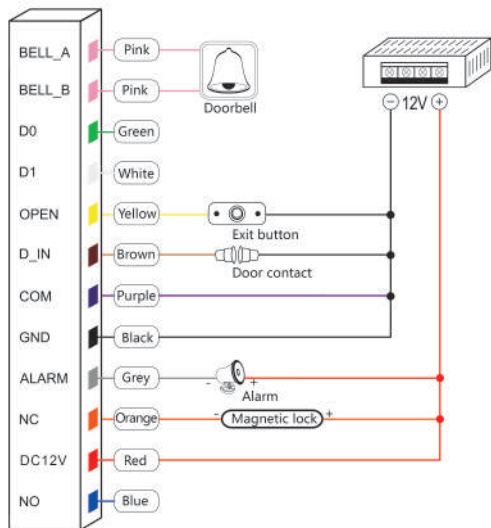 BELL_A Pink
BELL_B Pink
Doorbell
⊖ 12V ⊕
D0 Green
D1 White
OPEN Yellow
Exit button
D_IN Brown
Door contact
COM Purple
GND Black
ALARM Grey - +
Alarm
NC Orange - Magnetic lock +
DC12V Red
NO Blue